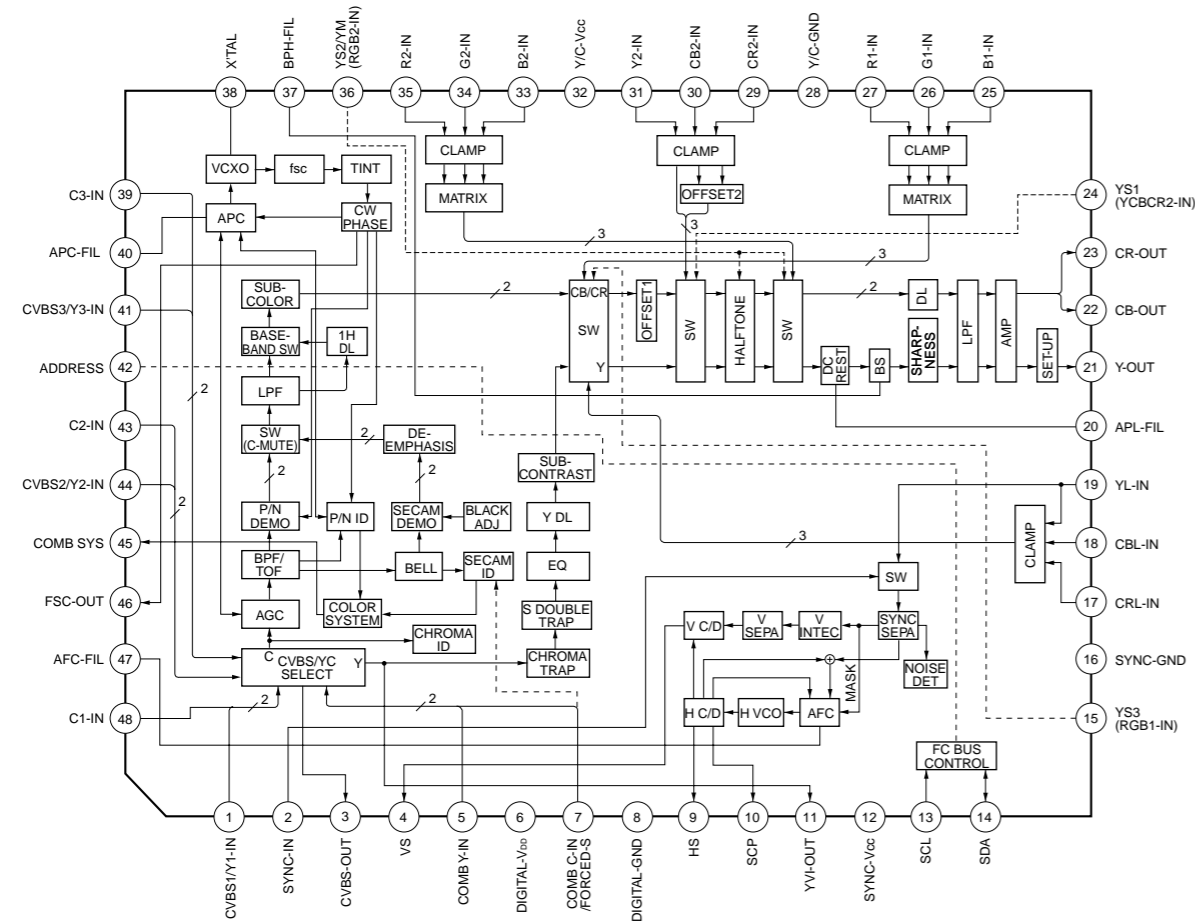 X'TAL
BPH-FIL
YS2/YM
(RGB2-IN)
R2-IN
G2-IN
B2-IN
Y/C-Vcc
Y2-IN
CB2-IN
CR2-IN
Y/C-GND
R1-IN
G1-IN
B1-IN
38
37
36
35
34
33
32
31
30
29
28
27
26
25
VCXO
fsc
TINT
CLAMP
CLAMP
CLAMP
OFFSET2
MATRIX
MATRIX
C3-IN
39
24
YS1
(YCBCR2-IN)
APC
CW
PHASE
3
3
3
APC-FIL
40
23
CR-OUT
SUB-
COLOR
2
CB/CR
SW
Y
OFFSET1
SW
HALFTONE
SW
2
DL
LPF
AMP
CVBS3/Y3-IN
41
22
CB-OUT
BASE-
BAND SW
1H
DL
DC
REST
BS
SHARP-
NESS
SET-UP
ADDRESS
42
21
Y-OUT
2
LPF
C2-IN
43
20
APL-FIL
SW
(C-MUTE)
2
DE-
EMPHASIS
SUB-
CONTRAST
2
2
CVBS2/Y2-IN
44
2
19
YL-IN
P/N
DEMO
P/N ID
SECAM
DEMO
BLACK
ADJ
Y DL
3
CLAMP
COMB SYS
45
18
CBL-IN
BPF/
TOF
BELL
SECAM
ID
EQ
SW
FSC-OUT
46
17
CRL-IN
AGC
COLOR
SYSTEM
S DOUBLE
TRAP
V C/D
V
SEPA
V
INTEC
SYNC
SEPA
CHROMA
ID
AFC-FIL
47
16
SYNC-GND
C
CVBS/YC
SELECT
Y
CHROMA
TRAP
MASK
NOISE
DET
C1-IN
48
2
2
H C/D
H VCO
AFC
15
YS3
(RGB1-IN)
I²C BUS
CONTROL
1
2
3
4
5
6
7
8
9
10
11
12
13
14
CVBS1/Y1-IN
SYNC-IN
CVBS-OUT
VS
COMB Y-IN
DIGITAL-VDD
COMB C-IN
/FORCED-S
DIGITAL-GND
HS
SCP
YVI-OUT
SYNC-Vcc
SCL
SDA